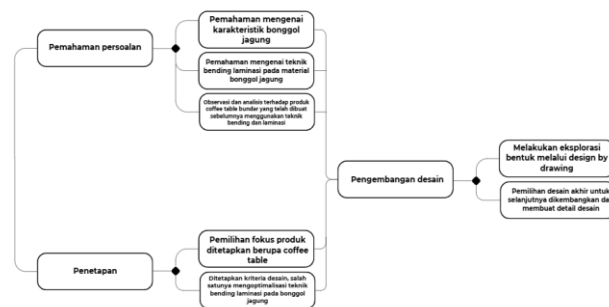 Pemahaman persoalan
Pemahaman mengenai
karakteristik bonggol
jagung
Pemahaman mengenai teknik
bending laminasi pada material
bonggol jagung
Observasi dan analisis terhadap produk
coffee table bundar yang telah dibuat
sebelumnya menggunakan teknik
bending dan laminasi
Penetapan
Pemilihan fokus produk
ditetapkan berupa coffee
table
Ditetapkan kriteria desain, salah
satunya mengoptimalisasi teknik
bending laminasi pada bonggol
jagung
Pengembangan desain
Melakukan eksplorasi
bentuk melalui design by
drawing
Pemilihan desain akhir untuk
selanjutnya dikembangkan da
membuat detail desain